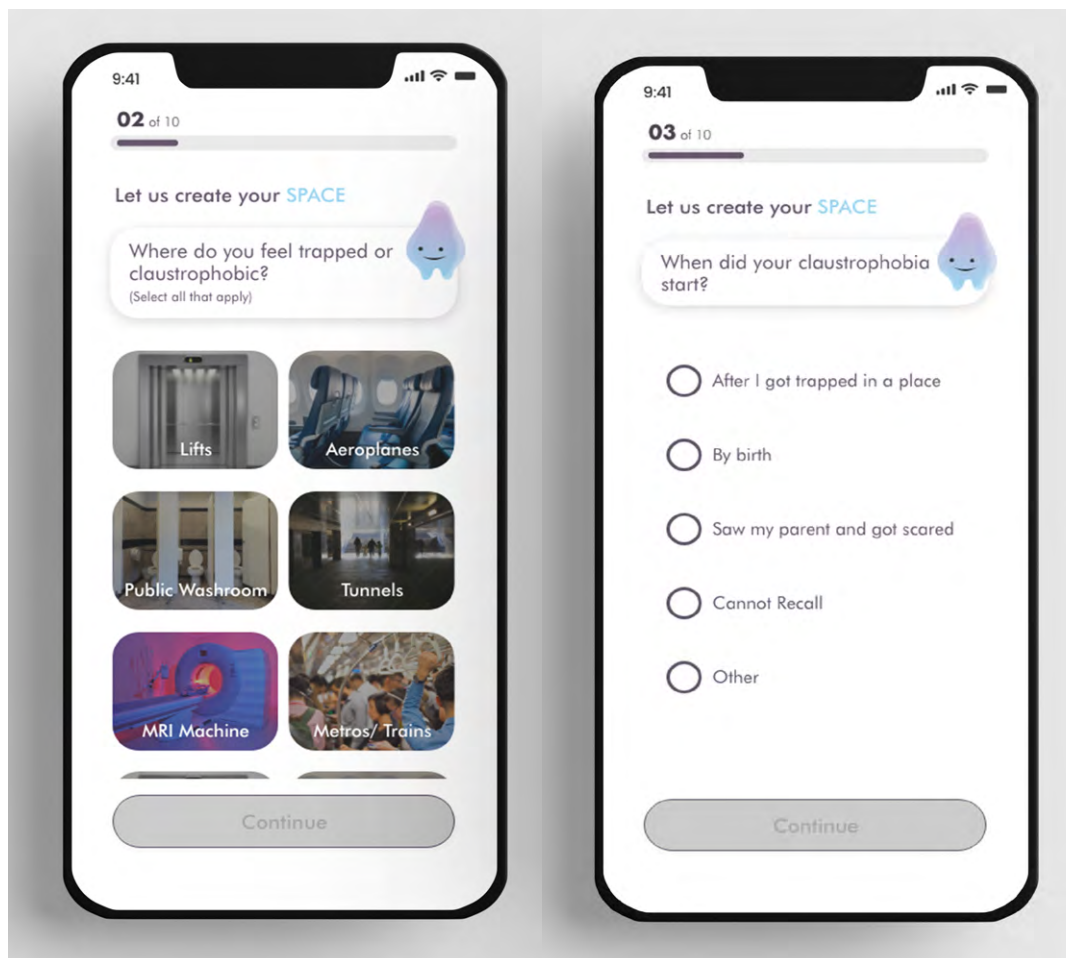 9:41
02 of 10
Let us create your SPACE
Where do you feel trapped or
claustrophobic?
(Select all that apply)
Lifts
Aeroplanes
Public Washroom
Tunnels
MRI Machine
Metros/ Trains
Continue
9:41
03 of 10
Let us create your SPACE
When did your claustrophobia
start?
After I got trapped in a place
By birth
Saw my parent and got scared
Cannot Recall
Other
Continue